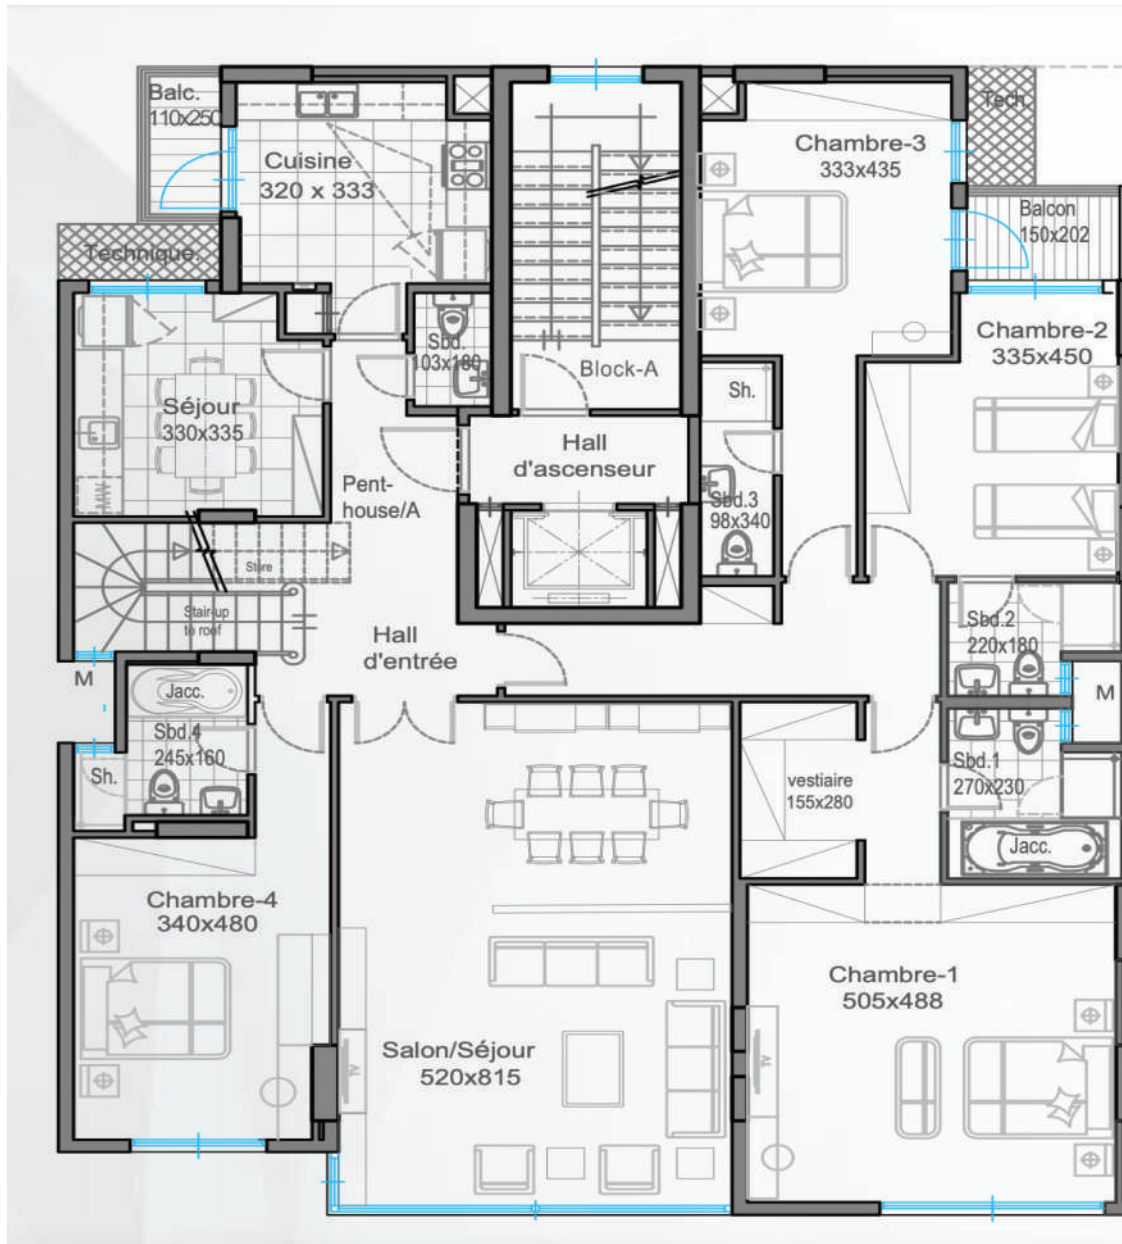 Balc.
110x250
Cuisine
320 x 333
Chambre-3
333x435
Tech.
Balcon
150x202
Technique.
Chambre-2
335x450
Sbd.
103x180
Block-A
Sh.
Séjour
330x335
Hall
d'ascenseur
Pent-
house/A
MW
Sbd.3
98x340
Store
Stair-up
to roof
Hall
d'entrée
Sbd.2
220x180
M
Jacc.
M
Sbd.4
245x160
Sh.
vestiaire
155x280
Sbd.1
270x230
Jacc.
Chambre-4
340x480
Chambre-1
505x488
Salon/Séjour
520x815
TV
TV